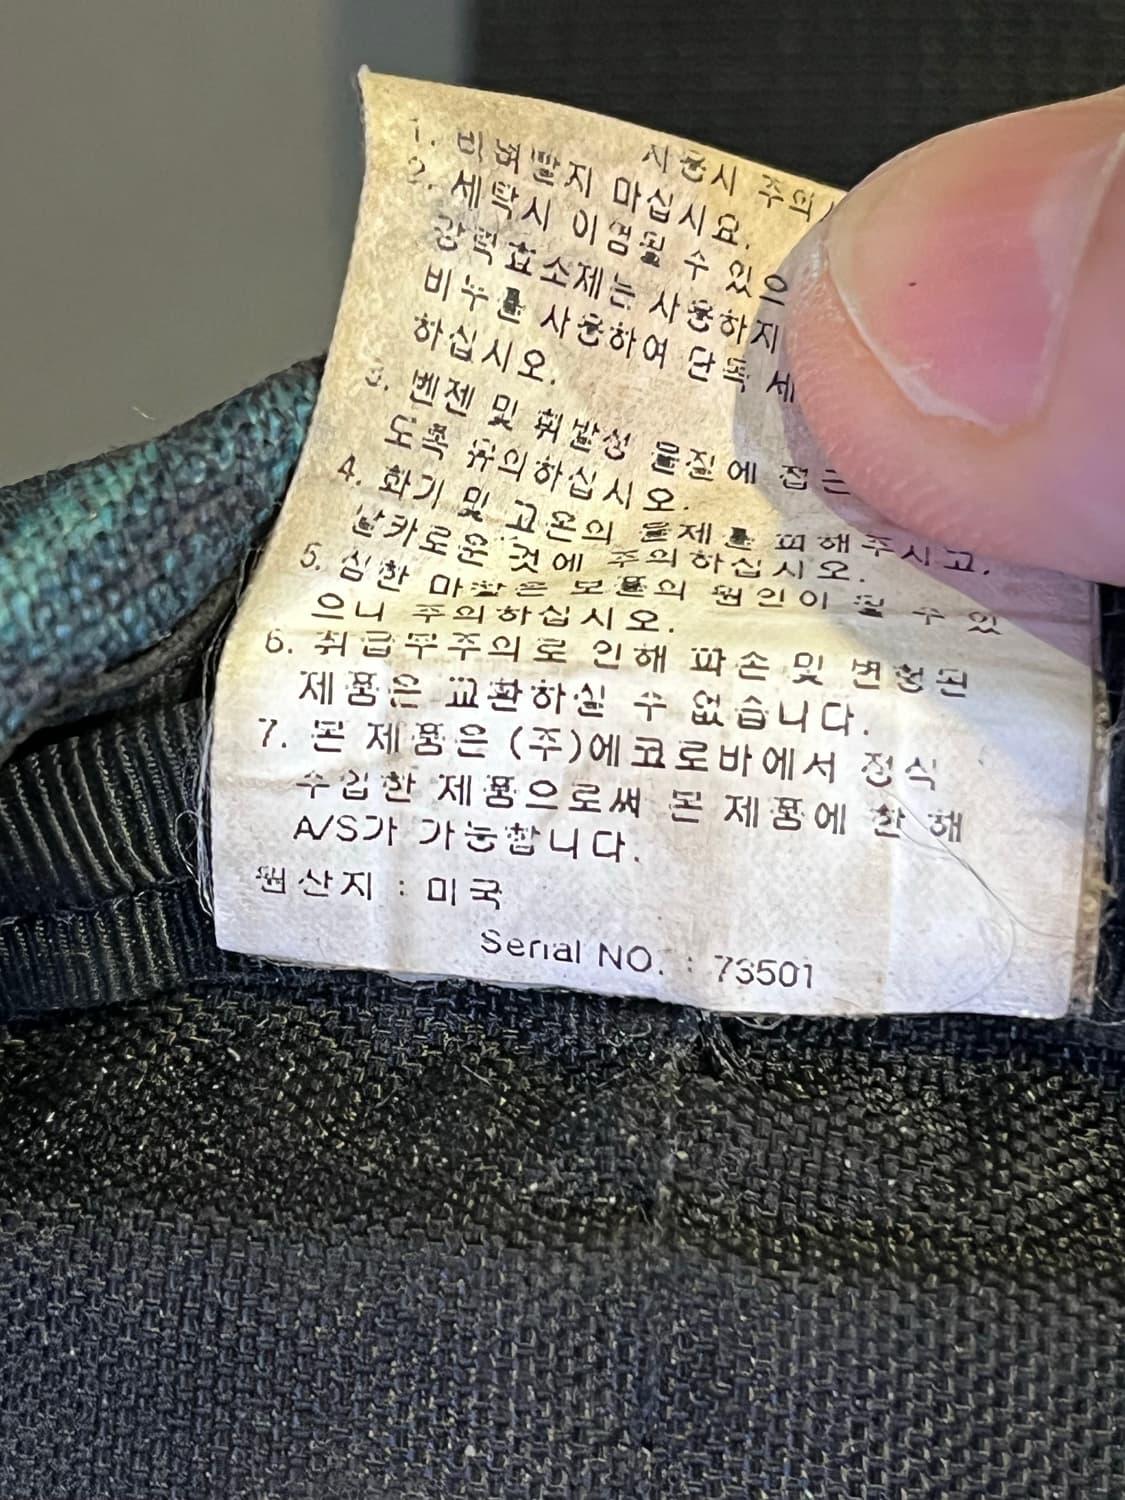 사용시 주의
1. 비벼빨지 마십시요.
2. 세탁시 이염될 수 있으
강력효소제는 사용하지
비누를 사용하여 단독 세
하십시오.
3. 벤젠 및 휘발성 물질에 접근
도록 유의하십시오.
4. 화기 및 고온의 물체를 피해주시고,
날카로운 것에 주의하십시오.
5. 심한 마찰은 보풀의 원인이 될 수 있
으니 주의하십시오.
6. 취급부주의로 인해 파손 및 변형된
제품은 교환하실 수 없습니다.
7. 본 제품은 (주)에코로바에서 정식
수입한 제품으로써 본 제품에 한해
A/S가 가능합니다.
원산지 : 미국
Serial NO. : 73501